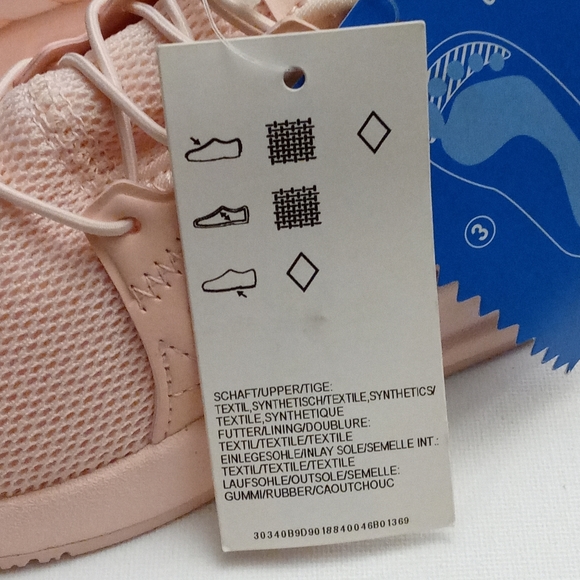 SCHAFT/UPPER/TIGE:
TEXTIL,SYNTHETISCH/TEXTILE,SYNTHETICS/
TEXTILE,SYNTHETIQUE
FUTTER/LINING/DOUBLURE:
TEXTIL/TEXTILE/TEXTILE
EINLEGESOHLE/INLAY SOLE/SEMELLE INT.:
TEXTIL/TEXTILE/TEXTILE
LAUFSOHLE/OUTSOLE/SEMELLE:
GUMMI/RUBBER/CAOUTCHOUC
30340B9D9018840046B01369
3